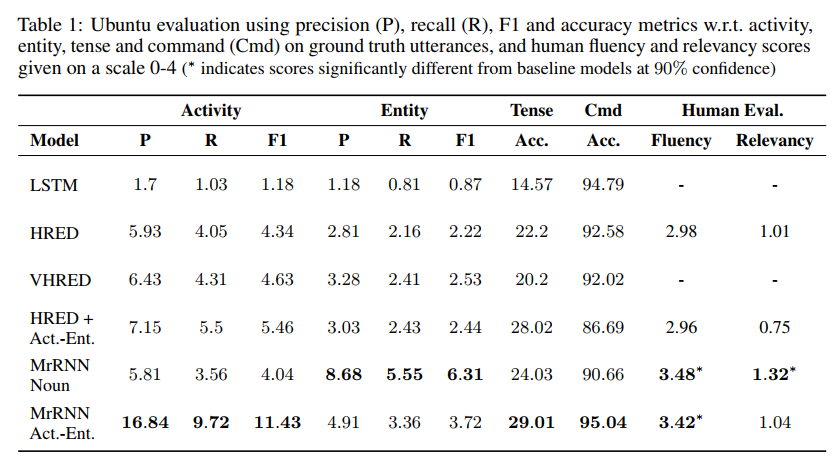 Table 1: Ubuntu evaluation using precision (P), recall (R), F1 and accuracy metrics w.r.t. activity,
entity, tense and command (Cmd) on ground truth utterances, and human fluency and relevancy scores
given on a scale 0-4 (* indicates scores significantly different from baseline models at 90% confidence)
Activity Entity Tense Cmd Human Eval.
Model P R F1 P R F1 Acc. Acc. Fluency Relevancy
LSTM 1.7 1.03 1.18 1.18 0.81 0.87 14.57 94.79 - -
HRED 5.93 4.05 4.34 2.81 2.16 2.22 22.2 92.58 2.98 1.01
VHRED 6.43 4.31 4.63 3.28 2.41 2.53 20.2 92.02 - -
HRED +
Act.-Ent. 7.15 5.5 5.46 3.03 2.43 2.44 28.02 86.69 2.96 0.75
MrRNN
Noun 5.81 3.56 4.04 8.68 5.55 6.31 24.03 90.66 3.48* 1.32*
MrRNN
Act.-Ent. 16.84 9.72 11.43 4.91 3.36 3.72 29.01 95.04 3.42* 1.04